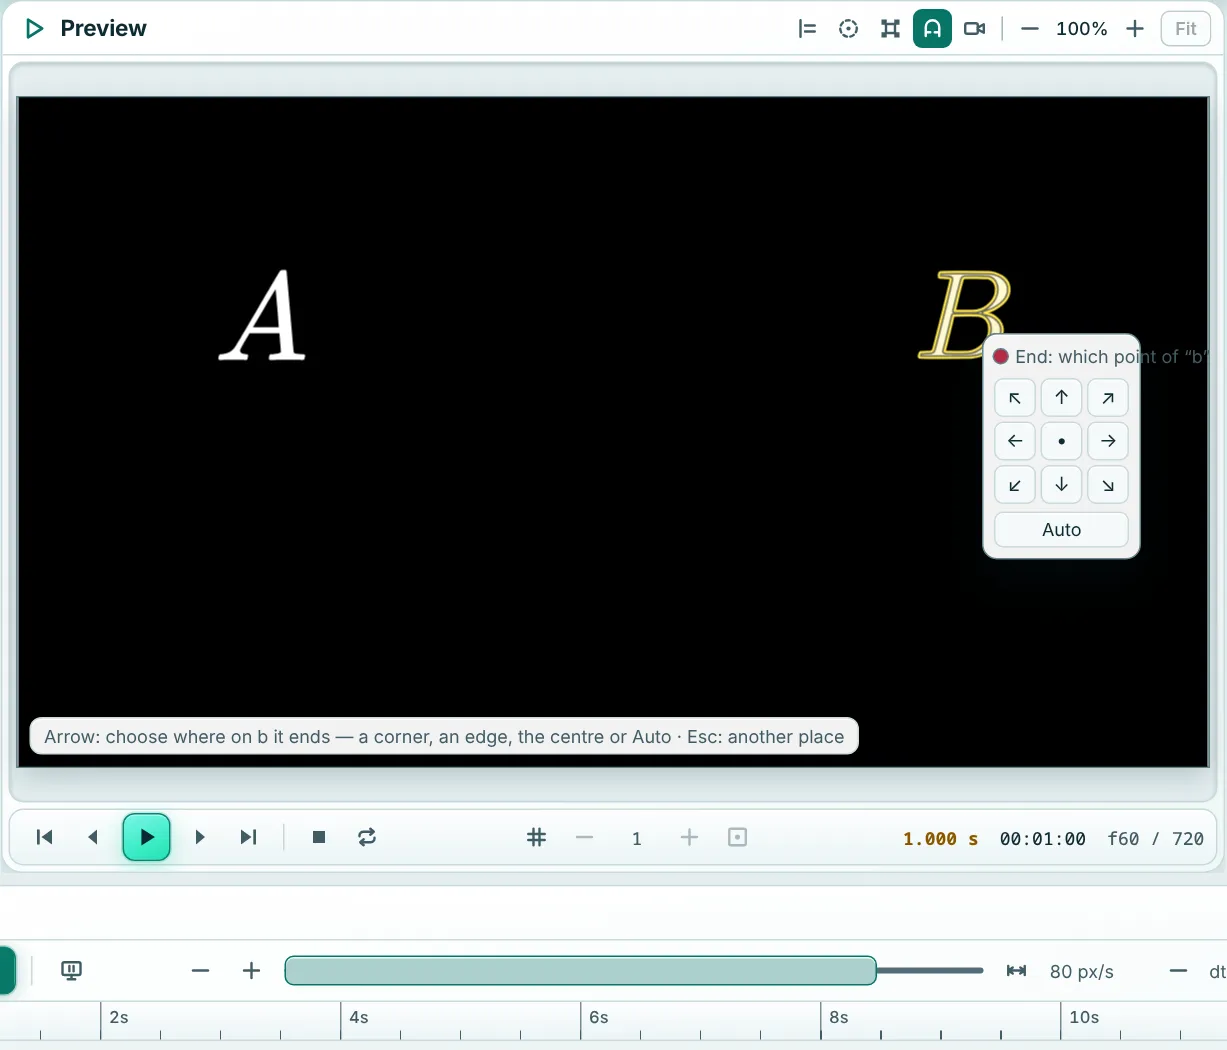 Preview
100%
Fit
A
B
End: which point of “b”
Auto
Arrow: choose where on b it ends — a corner, an edge, the centre or Auto · Esc: another place
1
1.000 s
00:01:00
f60 / 720
80 px/s
dt
2s
4s
6s
8s
10s